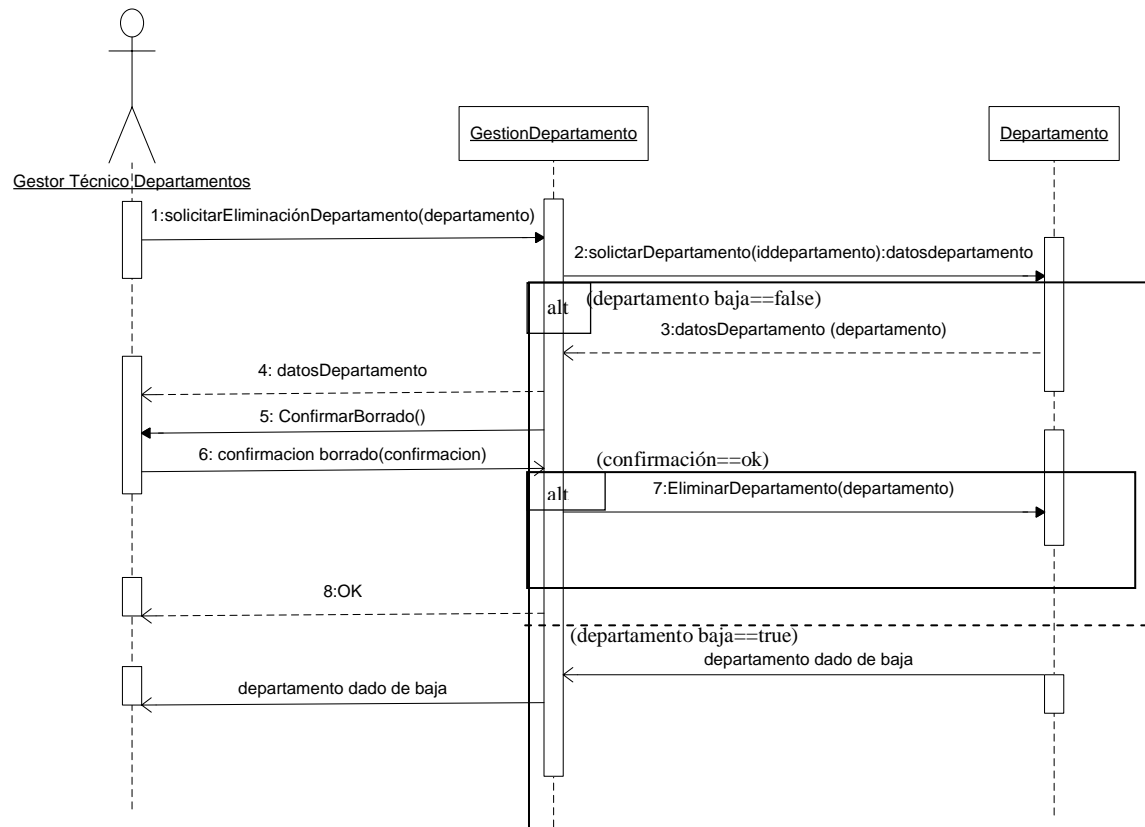 GestionDepartamento
Departamento
Gestor Técnico Departamentos
1:solicitarEliminaciónDepartamento(departamento)
2:solictarDepartamento(iddepartamento):datosdepartamento
alt
(departamento baja==false)
3:datosDepartamento (departamento)
4: datosDepartamento
5: ConfirmarBorrado()
6: confirmacion borrado(confirmacion)
(confirmación==ok)
alt
7:EliminarDepartamento(departamento)
8:OK
(departamento baja==true)
departamento dado de baja
departamento dado de baja